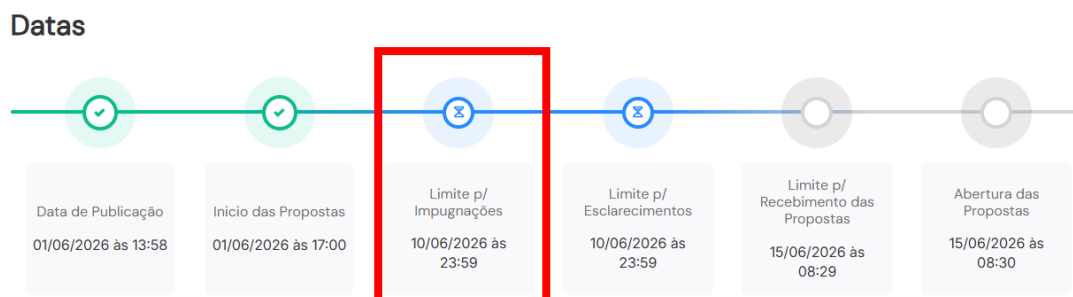 Datas
Data de Publicação
01/06/2026 às 13:58
Inicio das Propostas
01/06/2026 às 17:00
Limite p/
Impugnações
10/06/2026 às
23:59
Limite p/
Esclarecimentos
10/06/2026 às
23:59
Limite p/
Recebimento das
Propostas
15/06/2026 às
08:29
Abertura das
Propostas
15/06/2026 às
08:30